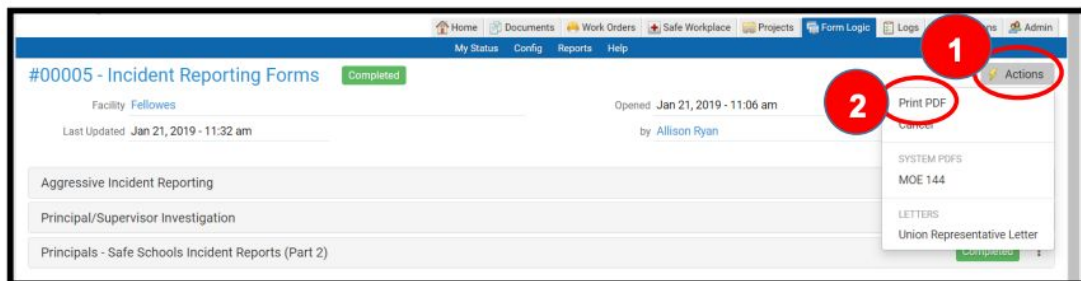 Home Documents Work Orders Safe Workplace Projects Form Logic Logs ns Admin
My Status Config Reports Help
#00005 - Incident Reporting Forms Completed
1
Actions
Facility Fellowes Opened Jan 21, 2019 - 11:06 am
2
Print PDF
Last Updated Jan 21, 2019 - 11:32 am by Allison Ryan
Cancel
SYSTEM PDFS
Aggressive Incident Reporting
MOE 144
Principal/Supervisor Investigation
LETTERS
Union Representative Letter
Principals - Safe Schools Incident Reports (Part 2) Completed